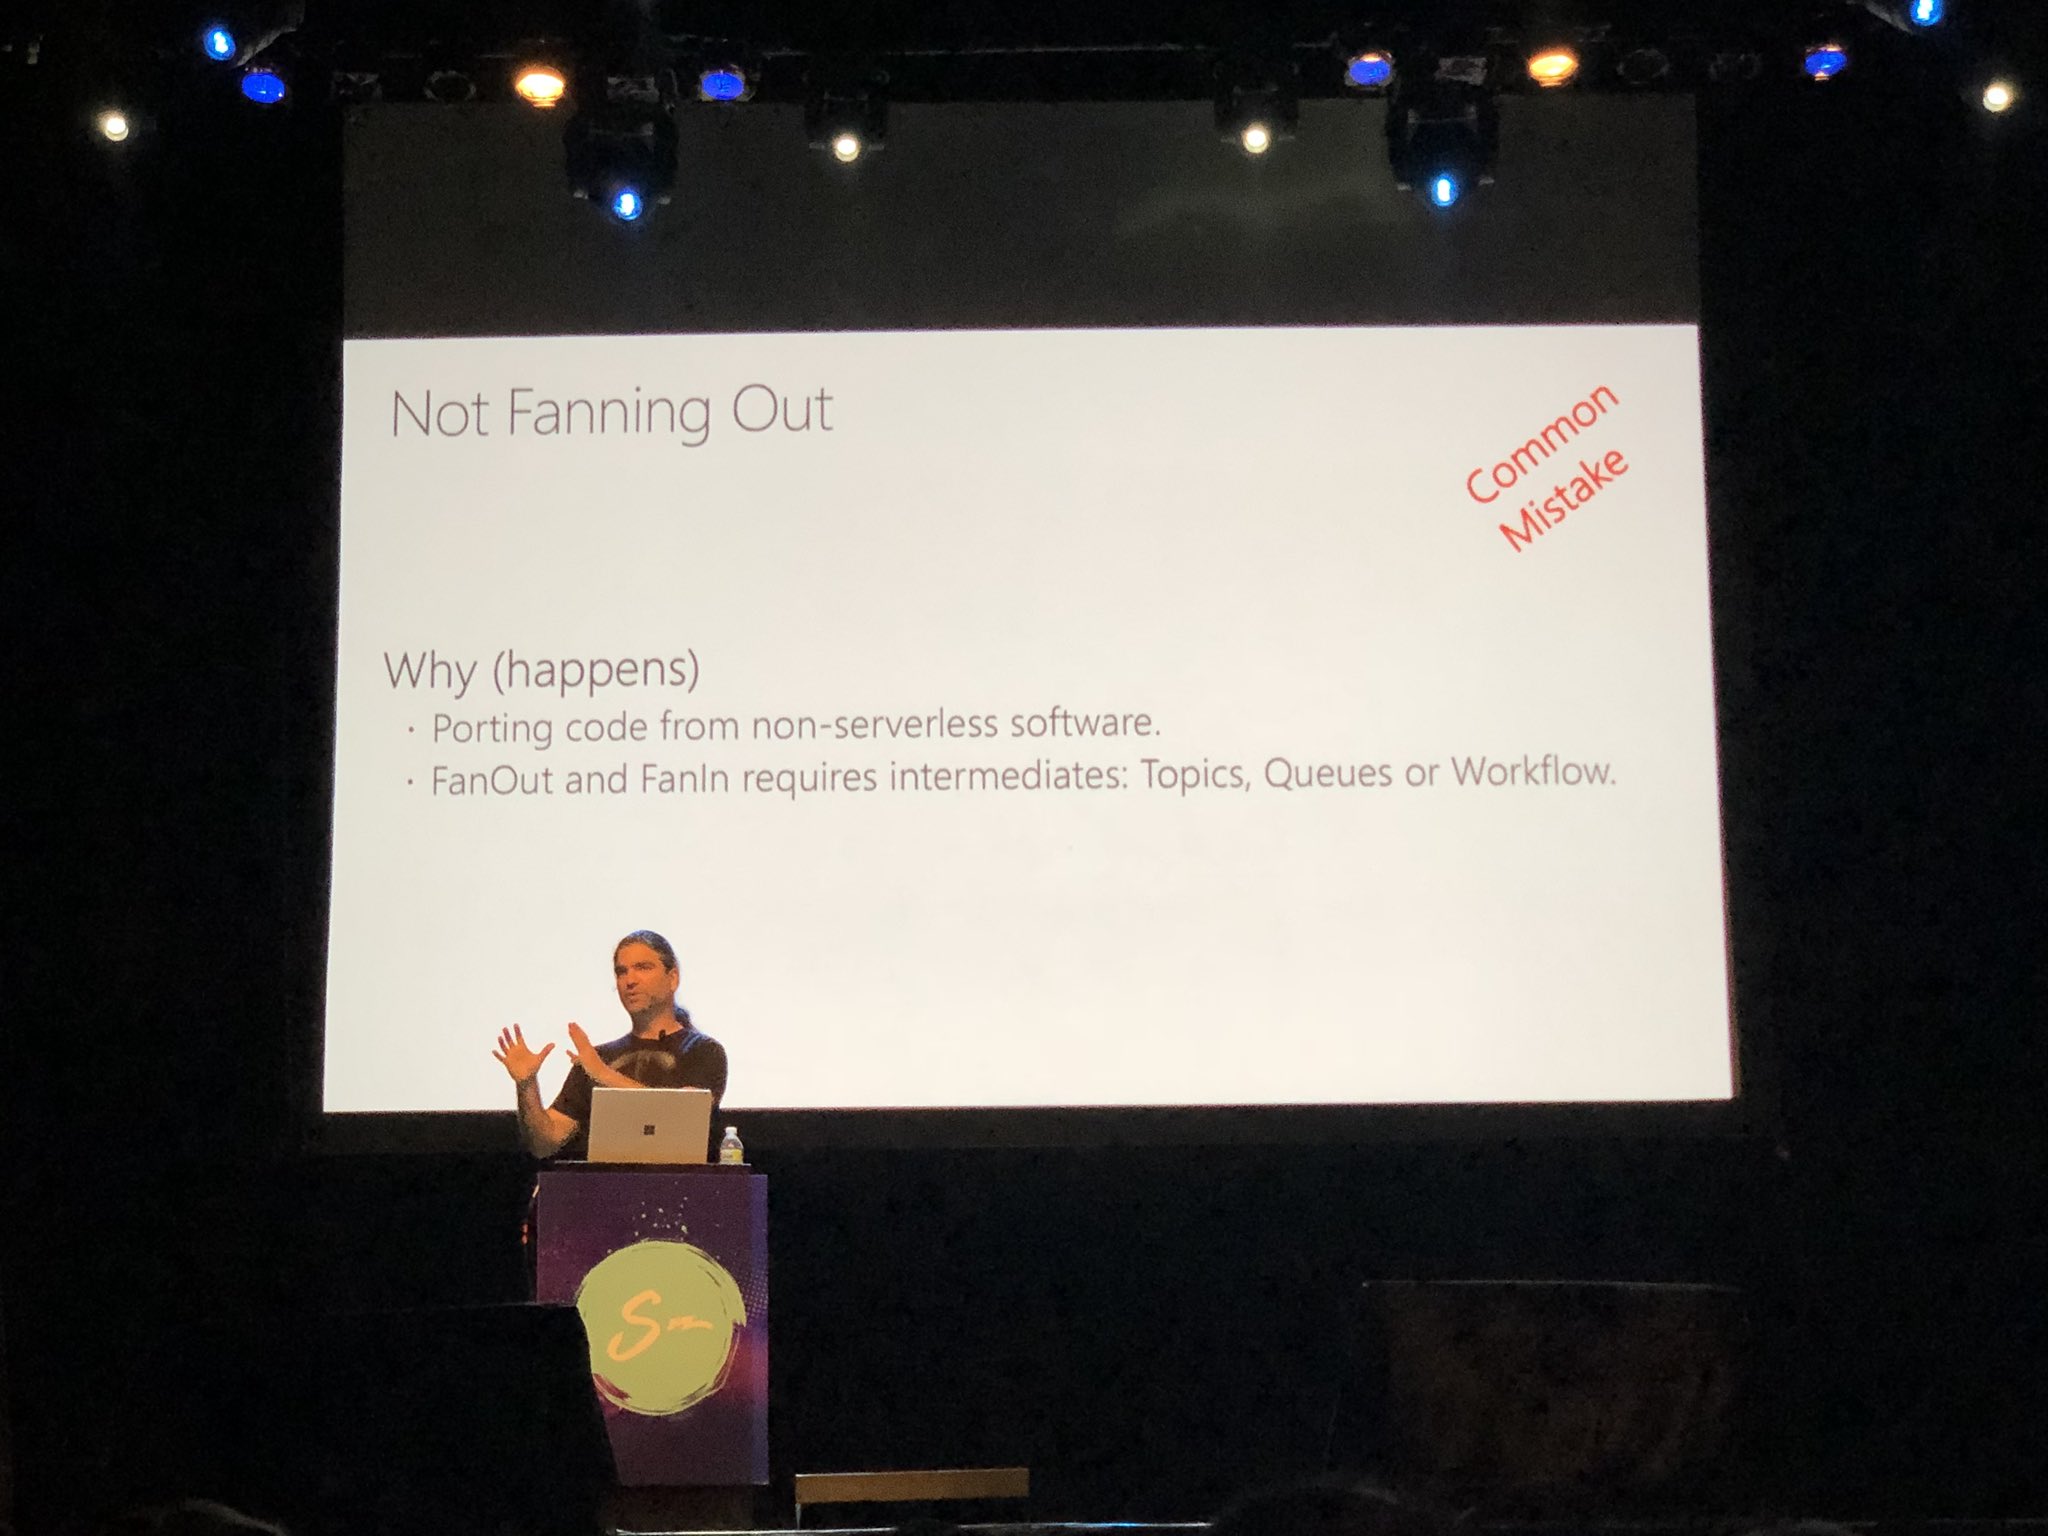 Not Fanning Out
Common
Mistake
Why (happens)
· Porting code from non-serverless software.
· FanOut and FanIn requires intermediates: Topics, Queues or Workflow.
S